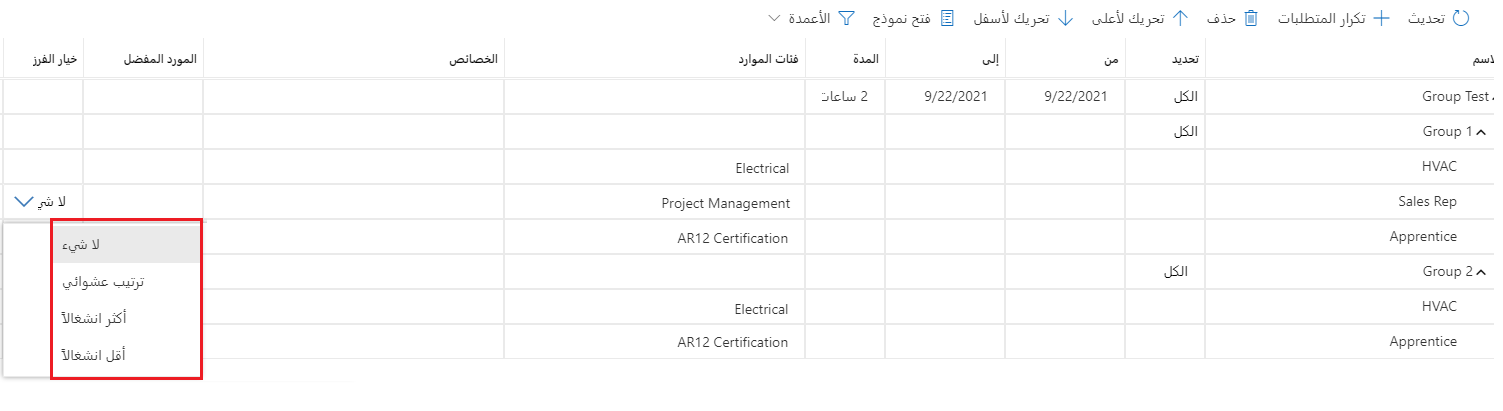 تحديث تكرار المتطلبات حذف تحريك لأعلى تحريك لأسفل فتح نموذج الأعمدة
لاسم تحديد من إلى المدة فئات الموارد الخصائص المورد المفضل خيار الفرز
Group Test الكل 9/22/2021 9/22/2021 2 ساعات
Group 1 الكل
HVAC Electrical
Sales Rep Project Management لا شي
Apprentice AR12 Certification
Group 2 الكل
HVAC Electrical
Apprentice AR12 Certification
لا شيء
ترتيب عشوائي
أكثر انشغالاً
أقل انشغالاً